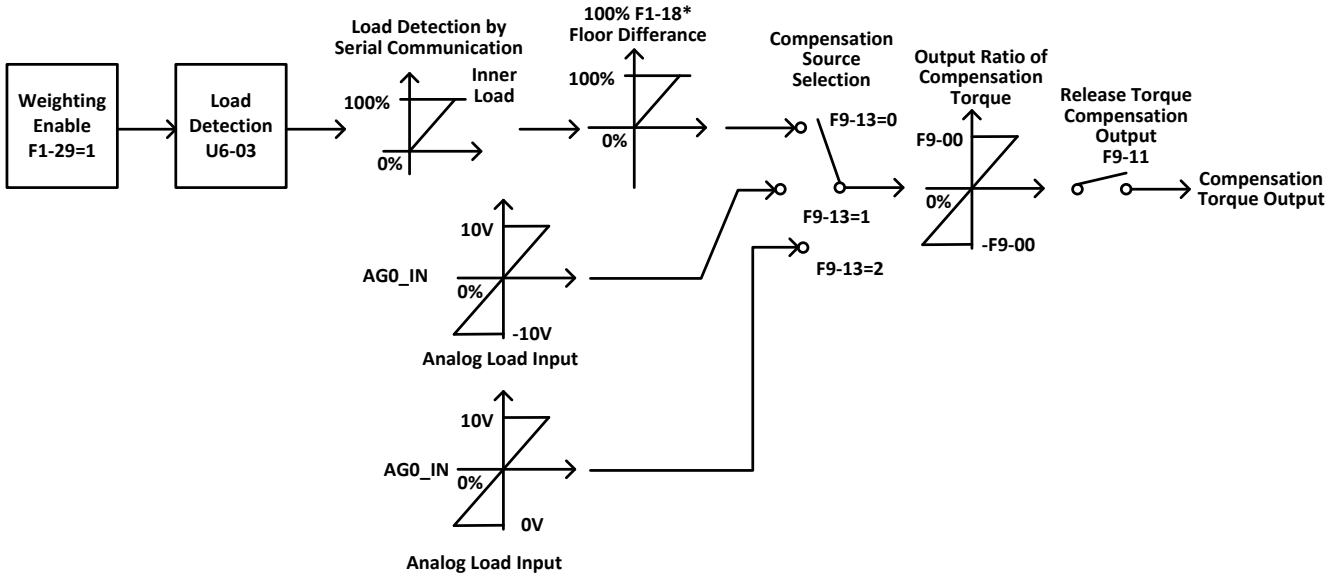 Weighting
Enable
F1-29=1
Load
Detection
U6-03
Load Detection by
Serial Communication
100%
0%
Inner
Load
100% F1-18*
Floor Differance
100%
0%
Compensation
Source
Selection
F9-13=0
F9-13=1
F9-13=2
Output Ratio of
Compensation
Torque
F9-00
0%
-F9-00
Release Torque
Compensation
Output
F9-11
Compensation
Torque Output
10V
AG0_IN
0%
-10V
Analog Load Input
10V
AG0_IN
0%
0V
Analog Load Input